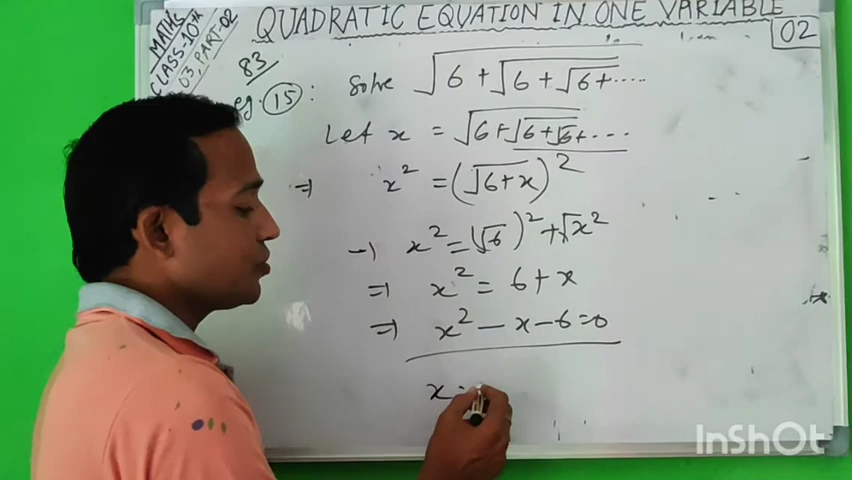 QUADRATIC EQUATION IN ONE VARIABLE
02
MATHS
CLASS-10th
03, PART-02
83
eg. 15 : Solve √6 + √6 + √6 + .....
Let x = √6 + √6 + √6 + ...
⇒ x² = (√6 + x)²
⇒ x² = (√6)² + √x²
⇒ x² = 6 + x
⇒ x² - x - 6 = 0
x =
InShOt